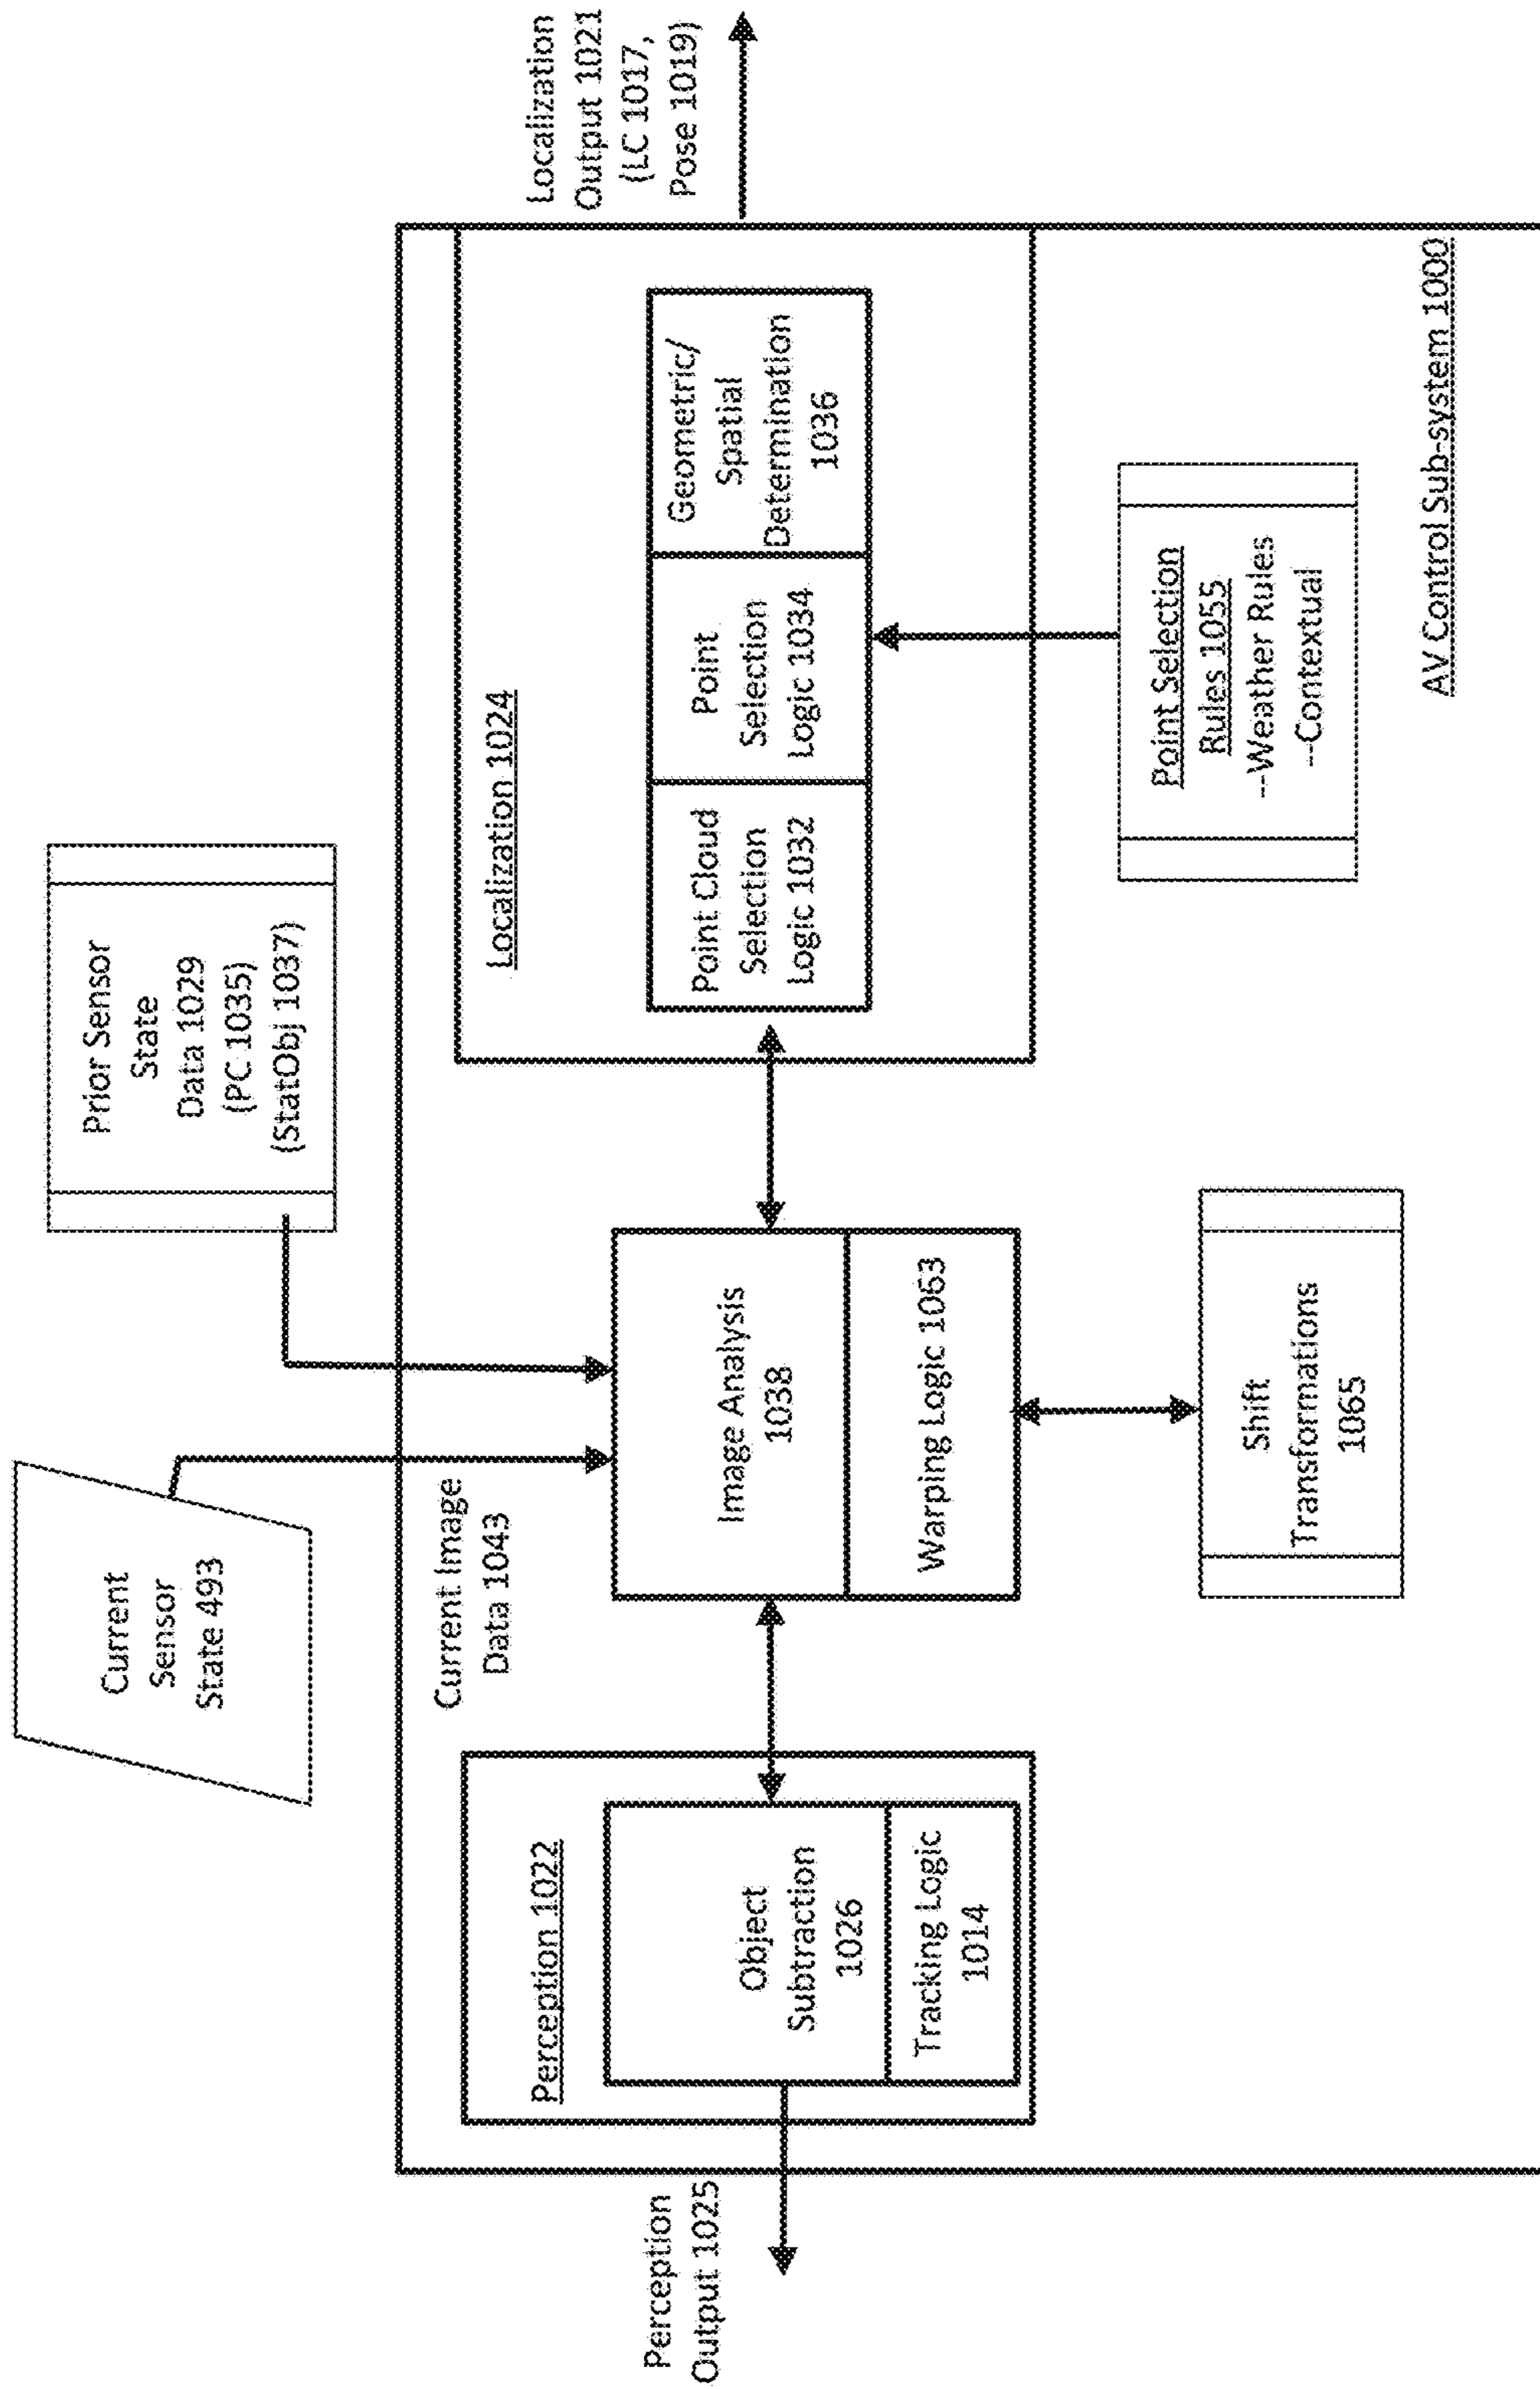 Current
Sensor
State 493
Prior Sensor
State
Data 1029
(PC 1035)
(StatObj 1037)
Current Image
Data 1043
Perception
Output 1025
Perception 1022
Object
Subtraction
1026
Tracking Logic
1014
Image Analysis
1038
Warping Logic 1063
Shift
Transformations
1065
Localization 1024
Point Cloud
Selection
Logic 1032
Point
Selection
Logic 1034
Geometric/
Spatial
Determination
1036
Point Selection
Rules 1055
--Weather Rules
--Contextual
Localization
Output 1021
(LC 1017,
Pose 1019)
AV Control Sub-system 1000